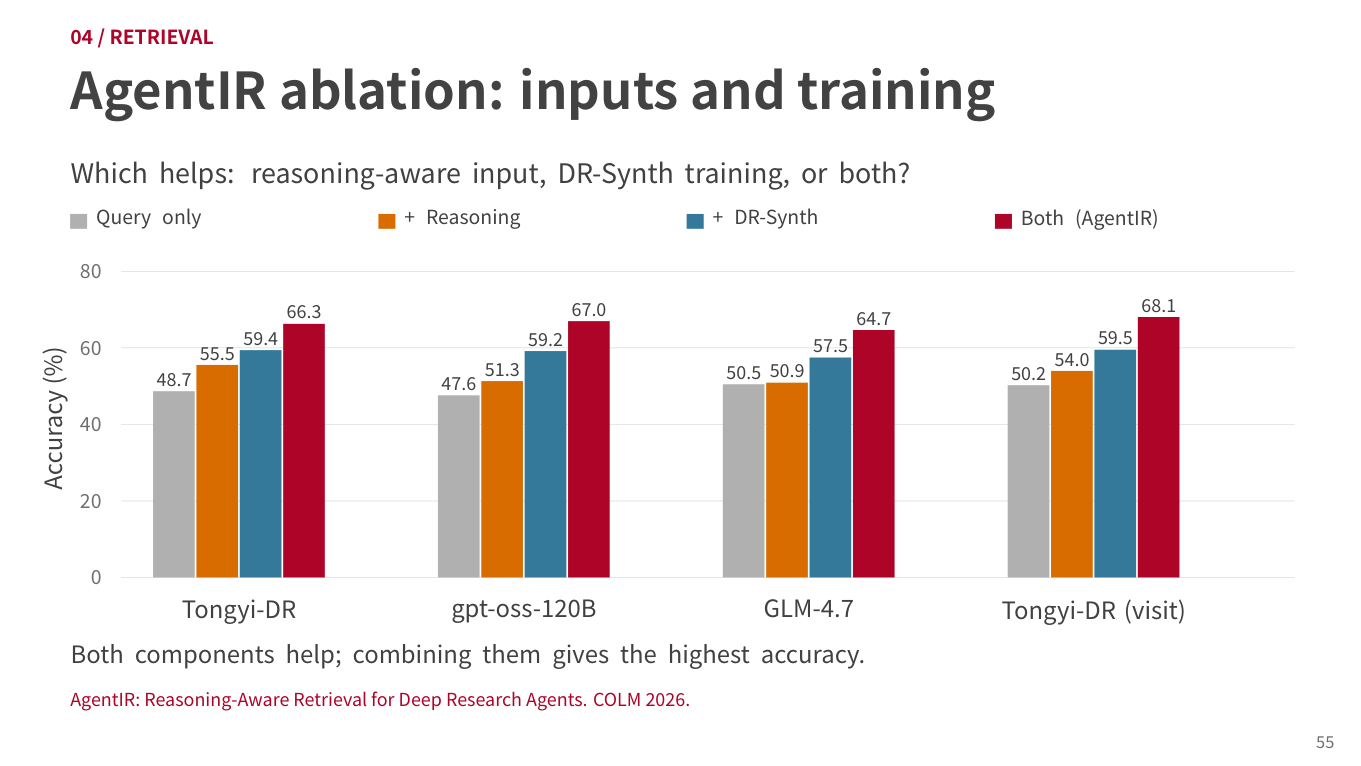 04 / RETRIEVAL
AgentIR ablation: inputs and training
Which helps: reasoning-aware input, DR-Synth training, or both?
Query only
+ Reasoning
+ DR-Synth
Both (AgentIR)
Accuracy (%)
80
60
40
20
0
48.7
55.5
59.4
66.3
47.6
51.3
59.2
67.0
50.5
50.9
57.5
64.7
50.2
54.0
59.5
68.1
Tongyi-DR
gpt-oss-120B
GLM-4.7
Tongyi-DR (visit)
Both components help; combining them gives the highest accuracy.
AgentIR: Reasoning-Aware Retrieval for Deep Research Agents. COLM 2026.
55